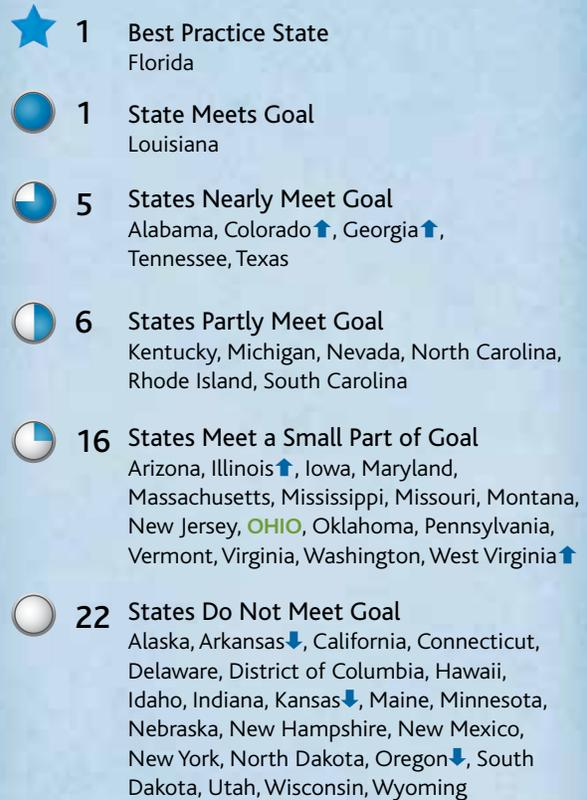 1 Best Practice State
Florida
1 State Meets Goal
Louisiana
5 States Nearly Meet Goal
Alabama, Colorado⬆, Georgia⬆,
Tennessee, Texas
6 States Partly Meet Goal
Kentucky, Michigan, Nevada, North Carolina,
Rhode Island, South Carolina
16 States Meet a Small Part of Goal
Arizona, Illinois⬆, Iowa, Maryland,
Massachusetts, Mississippi, Missouri, Montana,
New Jersey, OHIO, Oklahoma, Pennsylvania,
Vermont, Virginia, Washington, West Virginia⬆
22 States Do Not Meet Goal
Alaska, Arkansas⬇, California, Connecticut,
Delaware, District of Columbia, Hawaii,
Idaho, Indiana, Kansas⬇, Maine, Minnesota,
Nebraska, New Hampshire, New Mexico,
New York, North Dakota, Oregon⬇, South
Dakota, Utah, Wisconsin, Wyoming